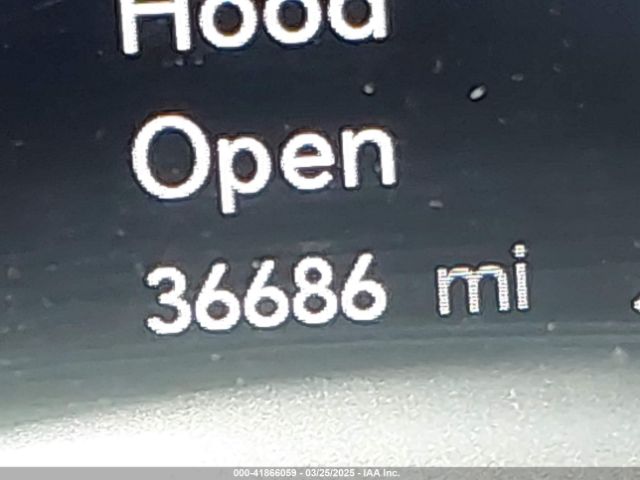 Hood
Open
36686 mi
000-41866059 - 03/25/2025 - IAA Inc.